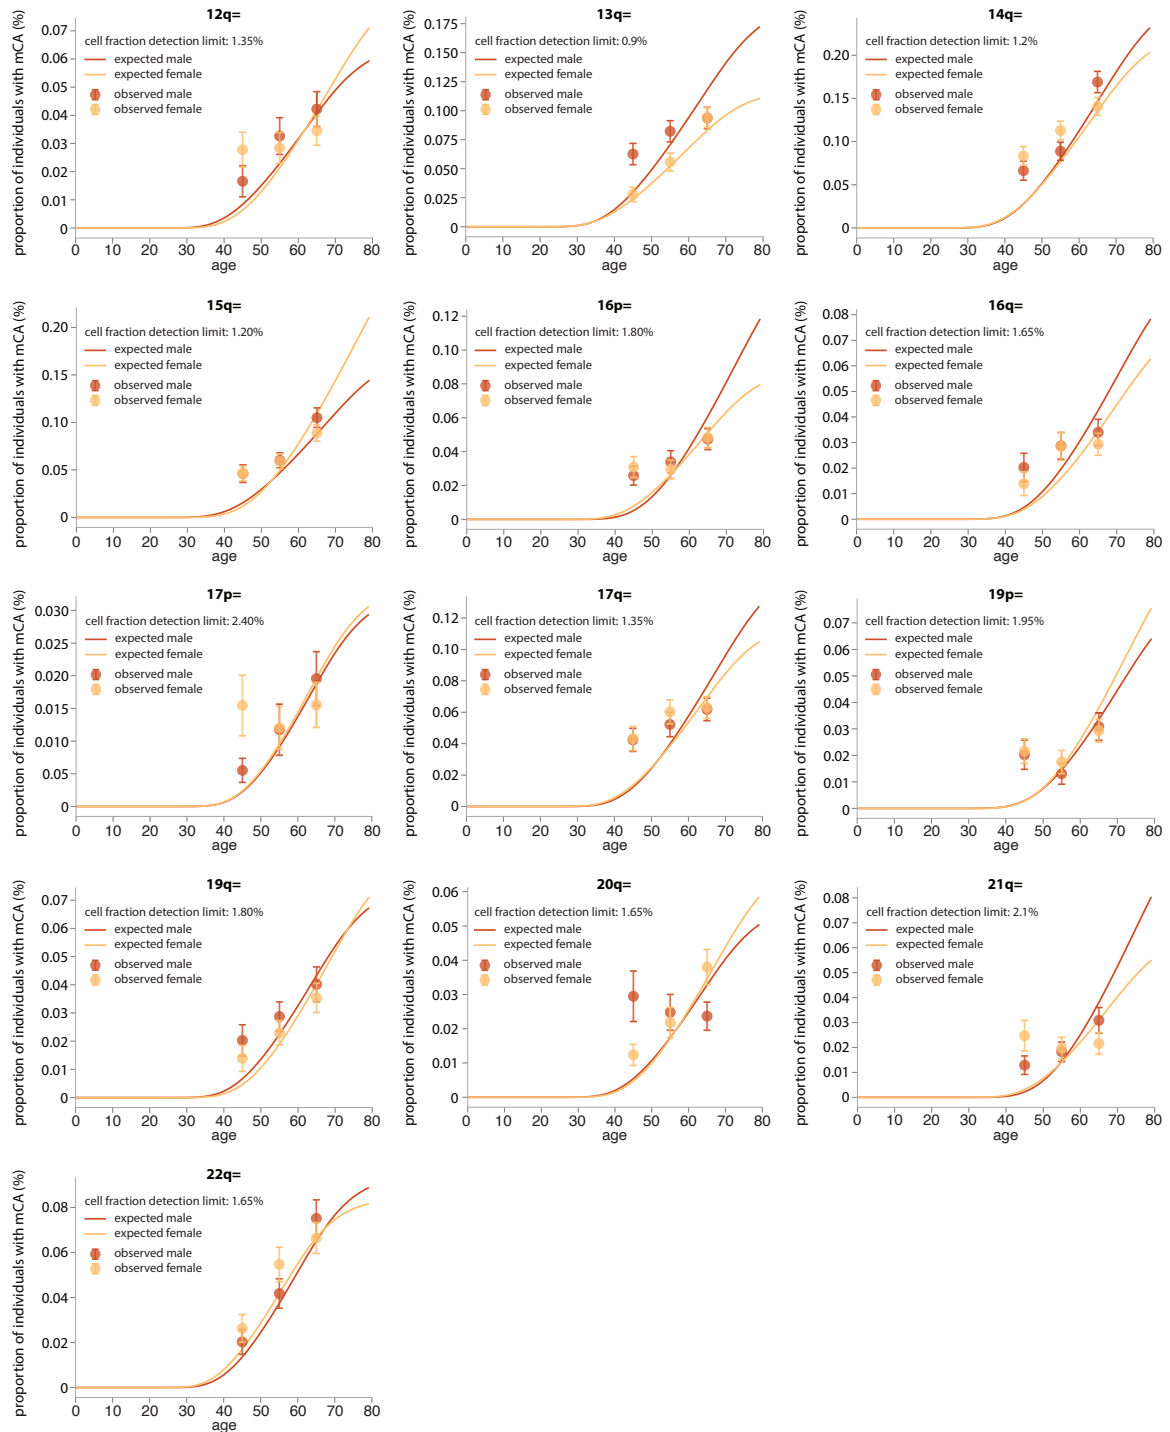 12q=
proportion of individuals with mCA (%)
cell fraction detection limit: 1.35%
expected male
expected female
observed male
observed female
0.07
0.06
0.05
0.04
0.03
0.02
0.01
0
0 10 20 30 40 50 60 70 80
age
13q=
proportion of individuals with mCA (%)
cell fraction detection limit: 0.9%
expected male
expected female
observed male
observed female
0.175
0.150
0.125
0.100
0.075
0.050
0.025
0
0 10 20 30 40 50 60 70 80
age
14q=
proportion of individuals with mCA (%)
cell fraction detection limit: 1.2%
expected male
expected female
observed male
observed female
0.20
0.15
0.10
0.05
0
0 10 20 30 40 50 60 70 80
age
15q=
proportion of individuals with mCA (%)
cell fraction detection limit: 1.20%
expected male
expected female
observed male
observed female
0.20
0.15
0.10
0.05
0
0 10 20 30 40 50 60 70 80
age
16p=
proportion of individuals with mCA (%)
cell fraction detection limit: 1.80%
expected male
expected female
observed male
observed female
0.12
0.10
0.08
0.06
0.04
0.02
0
0 10 20 30 40 50 60 70 80
age
16q=
proportion of individuals with mCA (%)
cell fraction detection limit: 1.65%
expected male
expected female
observed male
observed female
0.08
0.07
0.06
0.05
0.04
0.03
0.02
0.01
0
0 10 20 30 40 50 60 70 80
age
17p=
proportion of individuals with mCA (%)
cell fraction detection limit: 2.40%
expected male
expected female
observed male
observed female
0.030
0.025
0.020
0.015
0.010
0.05
0
0 10 20 30 40 50 60 70 80
age
17q=
proportion of individuals with mCA (%)
cell fraction detection limit: 1.35%
expected male
expected female
observed male
observed female
0.12
0.10
0.08
0.06
0.04
0.02
0
0 10 20 30 40 50 60 70 80
age
19p=
proportion of individuals with mCA (%)
cell fraction detection limit: 1.95%
expected male
expected female
observed male
observed female
0.07
0.06
0.05
0.04
0.03
0.02
0.01
0
0 10 20 30 40 50 60 70 80
age
19q=
proportion of individuals with mCA (%)
cell fraction detection limit: 1.80%
expected male
expected female
observed male
observed female
0.07
0.06
0.05
0.04
0.03
0.02
0.01
0
0 10 20 30 40 50 60 70 80
age
20q=
proportion of individuals with mCA (%)
cell fraction detection limit: 1.65%
expected male
expected female
observed male
observed female
0.06
0.05
0.04
0.03
0.02
0.01
0
0 10 20 30 40 50 60 70 80
age
21q=
proportion of individuals with mCA (%)
cell fraction detection limit: 2.1%
expected male
expected female
observed male
observed female
0.08
0.07
0.06
0.05
0.04
0.03
0.02
0.01
0
0 10 20 30 40 50 60 70 80
age
22q=
proportion of individuals with mCA (%)
cell fraction detection limit: 1.65%
expected male
expected female
observed male
observed female
0.08
0.06
0.04
0.02
0
0 10 20 30 40 50 60 70 80
age